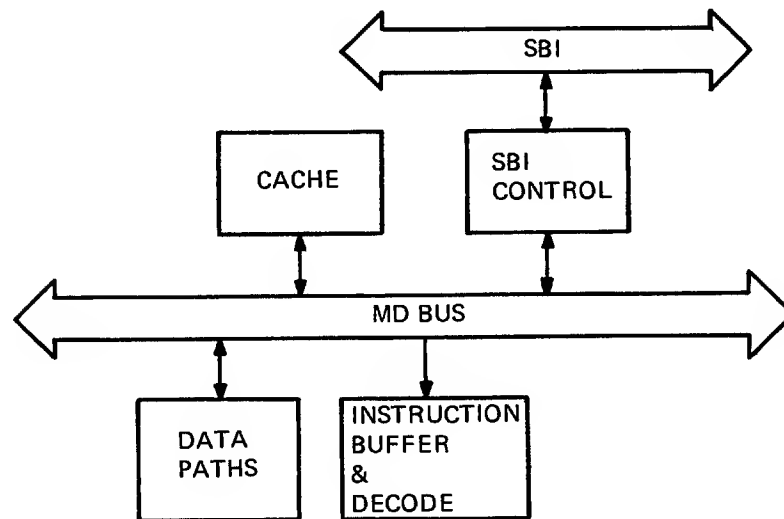 SBI
CACHE
SBI
CONTROL
MD BUS
DATA
PATHS
INSTRUCTION
BUFFER
&
DECODE